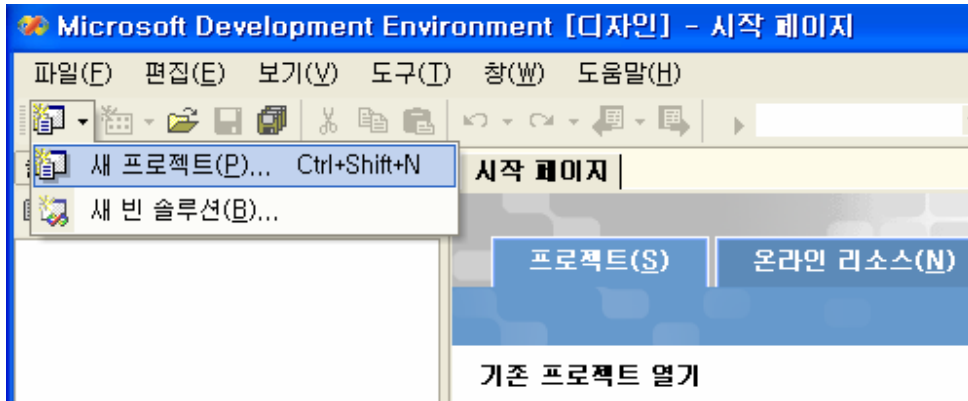 Microsoft Development Environment [디자인] - 시작 페이지
파일(F) 편집(E) 보기(V) 도구(T) 창(W) 도움말(H)
새 프로젝트(P)... Ctrl+Shift+N
시작 페이지
새 빈 솔루션(B)...
프로젝트(S) 온라인 리소스(N)
기존 프로젝트 열기